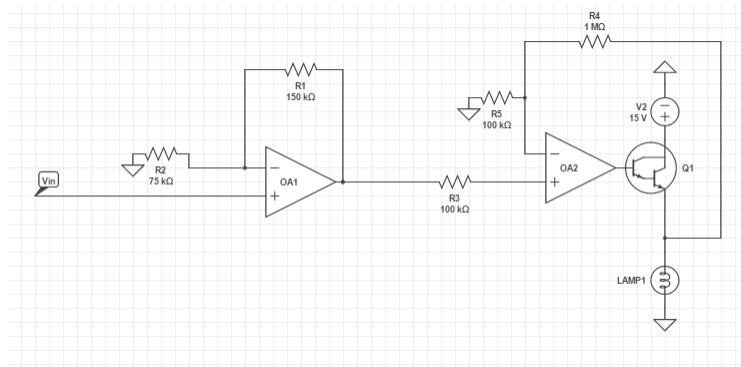 R4
1 MΩ
R1
150 kΩ
R5
100 kΩ
V2
15 V
R2
75 kΩ
OA1
OA2
Q1
Vin
R3
100 kΩ
LAMP1